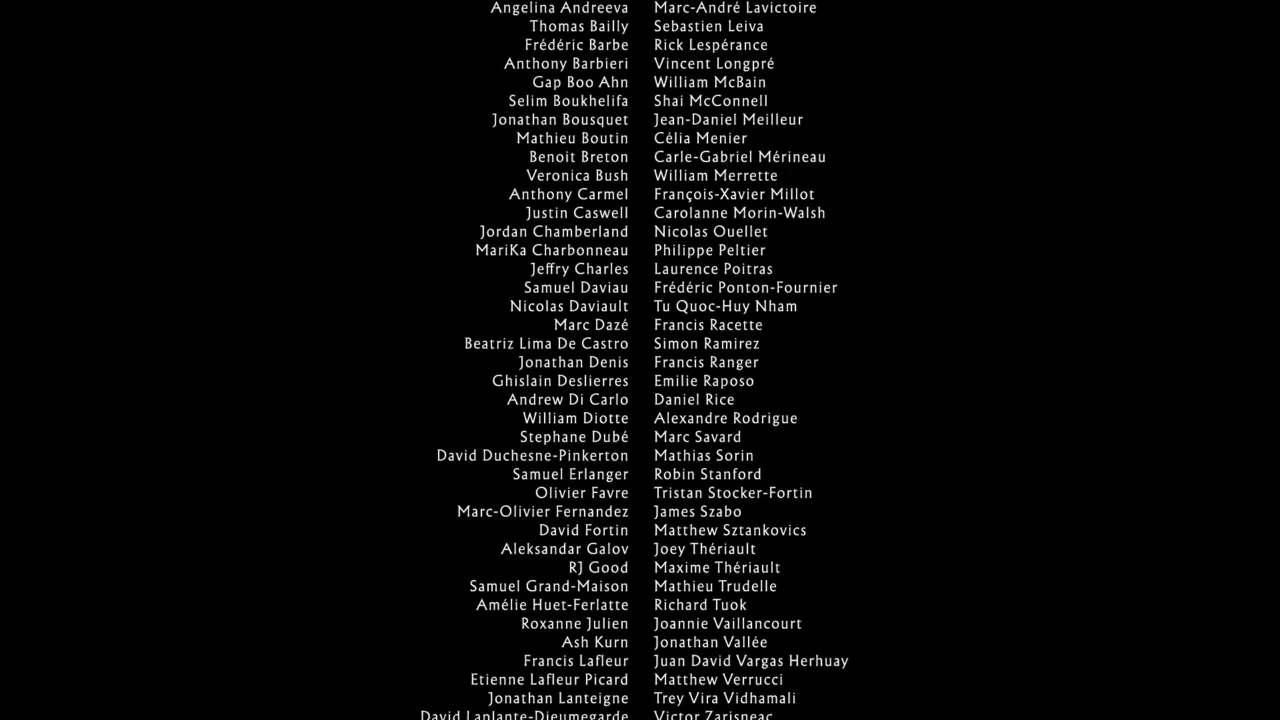 Angelina Andreeva Marc-André Lavictoire
Thomas Bailly Sebastien Leiva
Frédéric Barbe Rick Lespérance
Anthony Barbieri Vincent Longpré
Gap Boo Ahn William McBain
Selim Boukhelifa Shai McConnell
Jonathan Bousquet Jean-Daniel Meilleur
Mathieu Boutin Célia Menier
Benoit Breton Carle-Gabriel Mérineau
Veronica Bush William Merrette
Anthony Carmel François-Xavier Millot
Justin Caswell Carolanne Morin-Walsh
Jordan Chamberland Nicolas Ouellet
MariKa Charbonneau Philippe Peltier
Jeffry Charles Laurence Poitras
Samuel Daviau Frédéric Ponton-Fournier
Nicolas Daviault Tu Quoc-Huy Nham
Marc Dazé Francis Racette
Beatriz Lima De Castro Simon Ramirez
Jonathan Denis Francis Ranger
Ghislain Deslierres Emilie Raposo
Andrew Di Carlo Daniel Rice
William Diotte Alexandre Rodrigue
Stephane Dubé Marc Savard
David Duchesne-Pinkerton Mathias Sorin
Samuel Erlanger Robin Stanford
Olivier Favre Tristan Stocker-Fortin
Marc-Olivier Fernandez James Szabo
David Fortin Matthew Sztankovics
Aleksandar Galov Joey Thériault
RJ Good Maxime Thériault
Samuel Grand-Maison Mathieu Trudelle
Amélie Huet-Ferlatte Richard Tuok
Roxanne Julien Joannie Vaillancourt
Ash Kurn Jonathan Vallée
Francis Lafleur Juan David Vargas Herhuay
Etienne Lafleur Picard Matthew Verrucci
Jonathan Lanteigne Trey Vira Vidhamali
David Laplante-Dieumegarde Victor Zarisneac